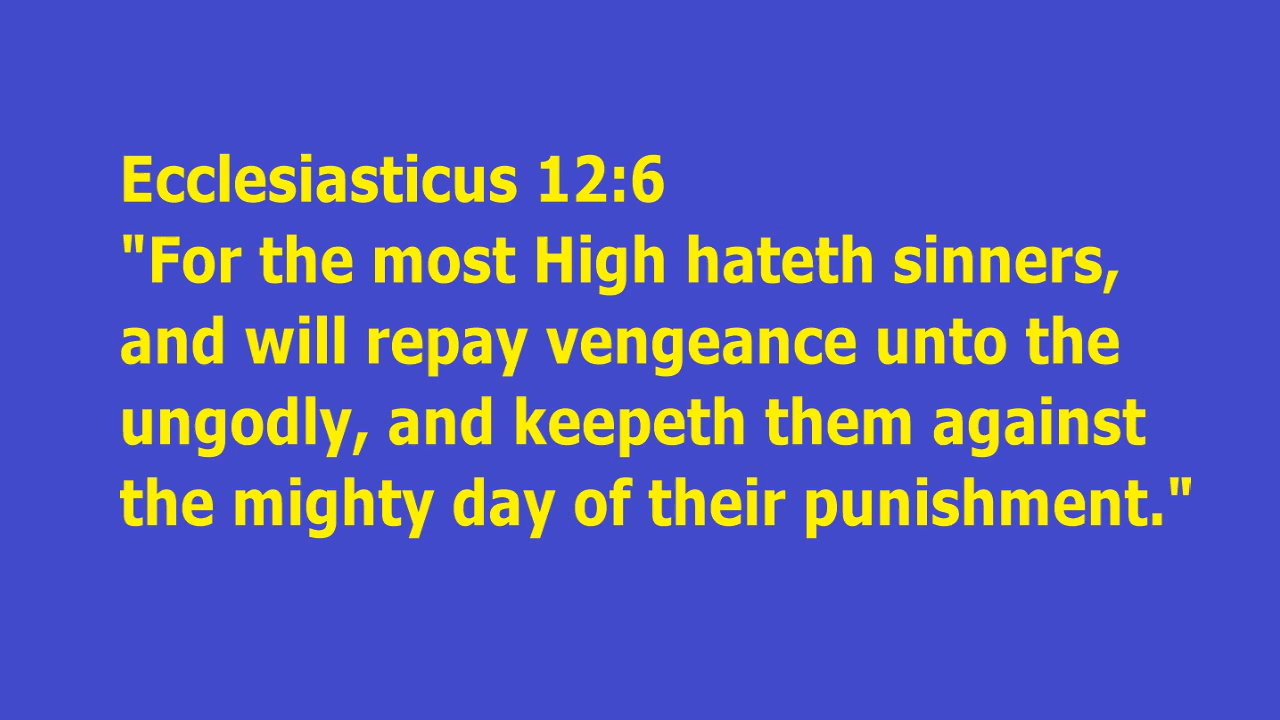 Ecclesiasticus 12:6
"For the most High hateth sinners,
and will repay vengeance unto the
ungodly, and keepeth them against
the mighty day of their punishment."